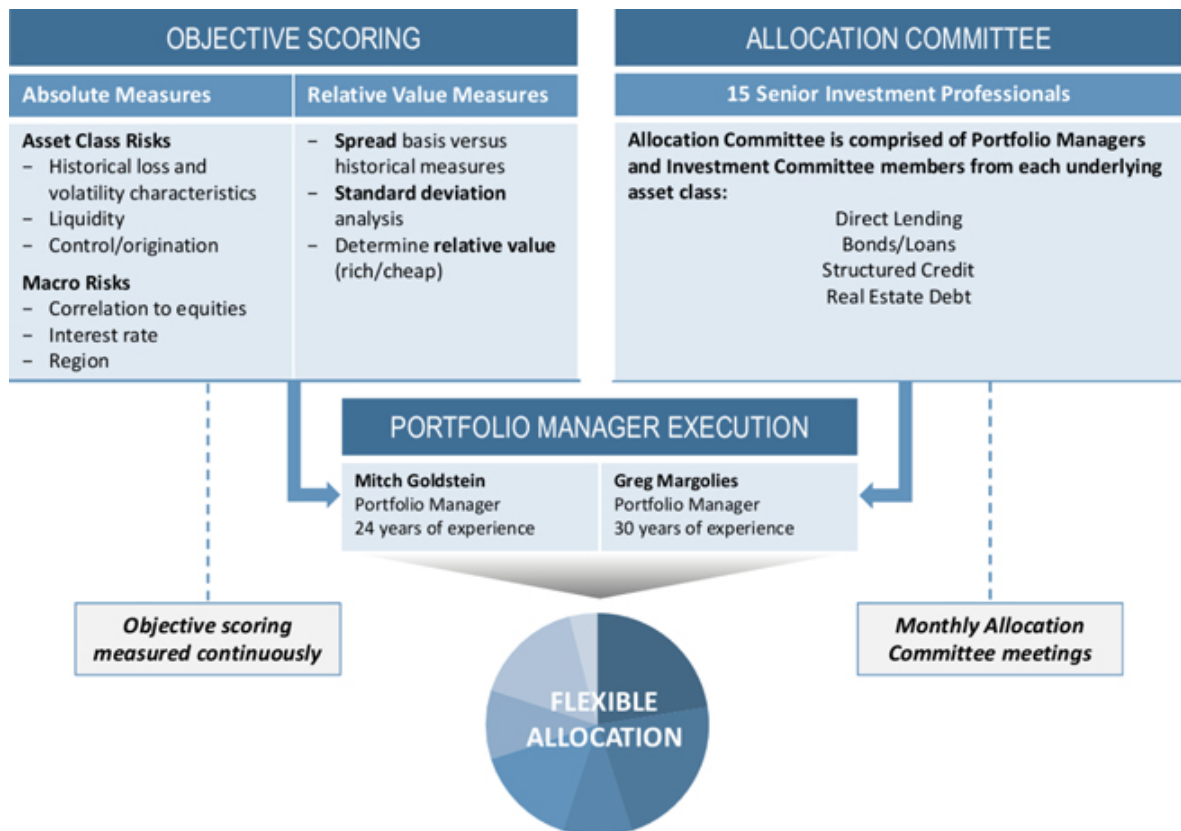 OBJECTIVE SCORING
Absolute Measures
Asset Class Risks
– Historical loss and
volatility characteristics
– Liquidity
– Control/origination
Macro Risks
– Correlation to equities
– Interest rate
– Region
Relative Value Measures
– Spread basis versus
historical measures
– Standard deviation
analysis
– Determine relative value
(rich/cheap)
ALLOCATION COMMITTEE
15 Senior Investment Professionals
Allocation Committee is comprised of Portfolio Managers
and Investment Committee members from each underlying
asset class:
Direct Lending
Bonds/Loans
Structured Credit
Real Estate Debt
PORTFOLIO MANAGER EXECUTION
Mitch Goldstein
Portfolio Manager
24 years of experience
Greg Margolies
Portfolio Manager
30 years of experience
Objective scoring
measured continuously
Monthly Allocation
Committee meetings
FLEXIBLE
ALLOCATION